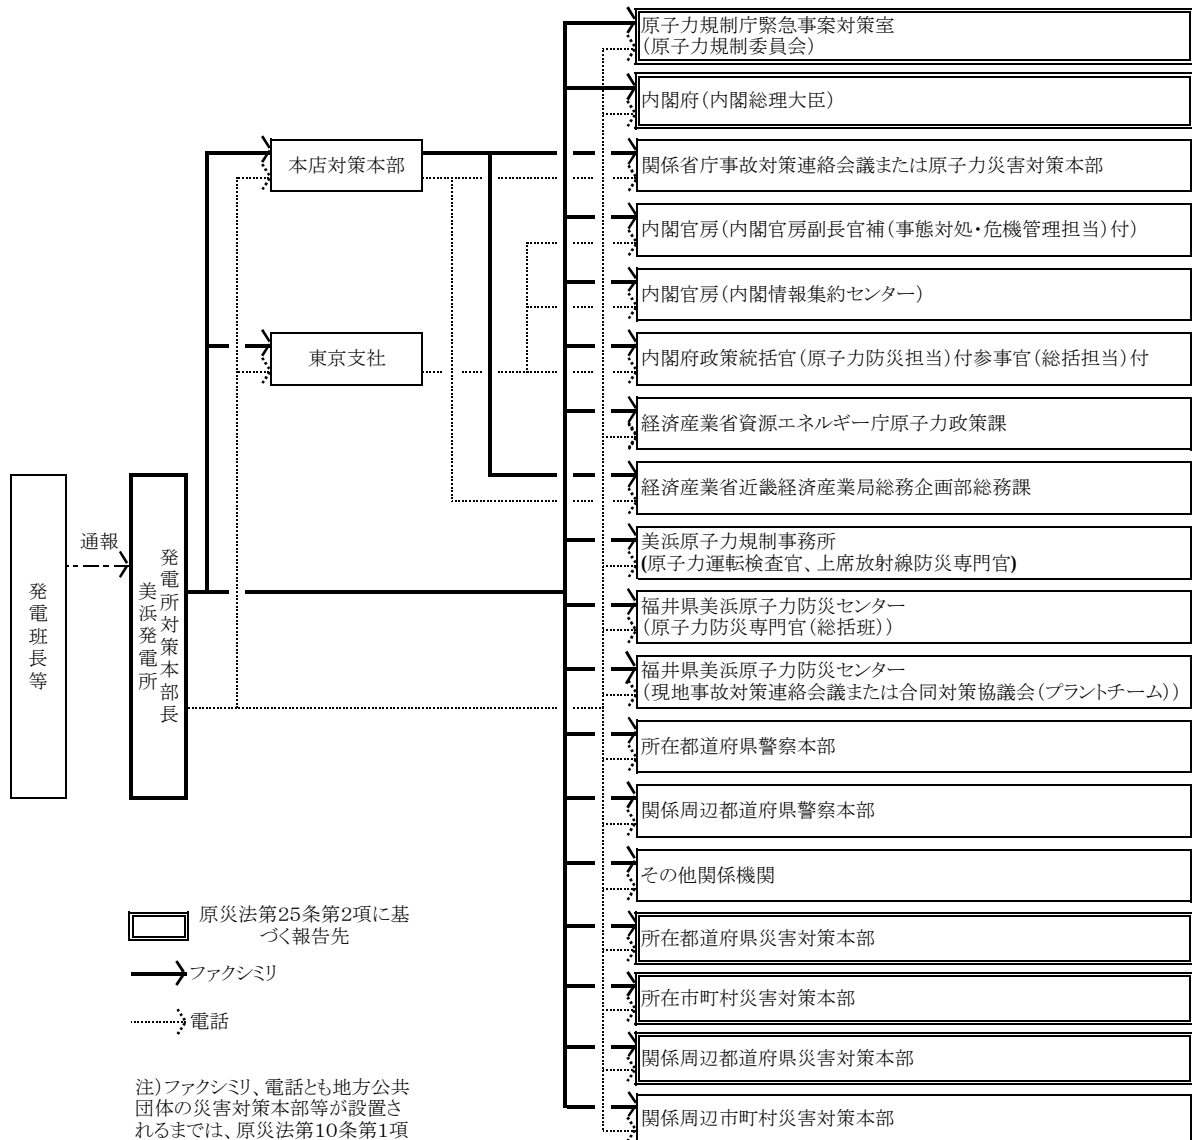 原子力規制庁緊急事案対策室
(原子力規制委員会)
内閣府(内閣総理大臣)
本店対策本部
関係省庁事故対策連絡会議または原子力災害対策本部
内閣官房(内閣官房副長官補(事態対処・危機管理担当)付)
内閣官房(内閣情報集約センター)
東京支社
内閣府政策統括官(原子力防災担当)付参事官(総括担当)付
経済産業省資源エネルギー庁原子力政策課
経済産業省近畿経済産業局総務企画部総務課
発電班長等
通報
発電所対策本部長
美浜発電所
美浜原子力規制事務所
(原子力運転検査官、上席放射線防災専門官)
福井県美浜原子力防災センター
(原子力防災専門官(総括班))
福井県美浜原子力防災センター
(現地事故対策連絡会議または合同対策協議会(プラントチーム))
所在都道府県警察本部
関係周辺都道府県警察本部
その他関係機関
所在都道府県災害対策本部
所在市町村災害対策本部
関係周辺都道府県災害対策本部
関係周辺市町村災害対策本部
原災法第25条第2項に基
づく報告先
ファクシミリ
電話
注)ファクシミリ、電話とも地方公共
団体の災害対策本部等が設置さ
れるまでは、原災法第10条第1項